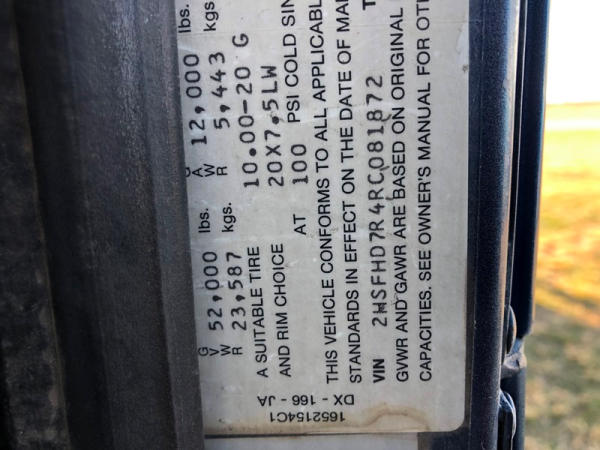 G
V 52,000 lbs.
W
R 23,587 kgs.
G
A 12,000 lbs.
W
R 5,443 kgs.
A SUITABLE TIRE
AND RIM CHOICE
10.00-20 G
20X7.5LW
AT 100 PSI COLD
THIS VEHICLE CONFORMS TO ALL APPLICABL
STANDARDS IN EFFECT ON THE DATE OF MA
VIN 2HSFHD7R4RC081872
GVWR AND GAWR ARE BASED ON ORIGINAL
CAPACITIES. SEE OWNER'S MANUAL FOR OT
1652154C1
DX - 166 - JA